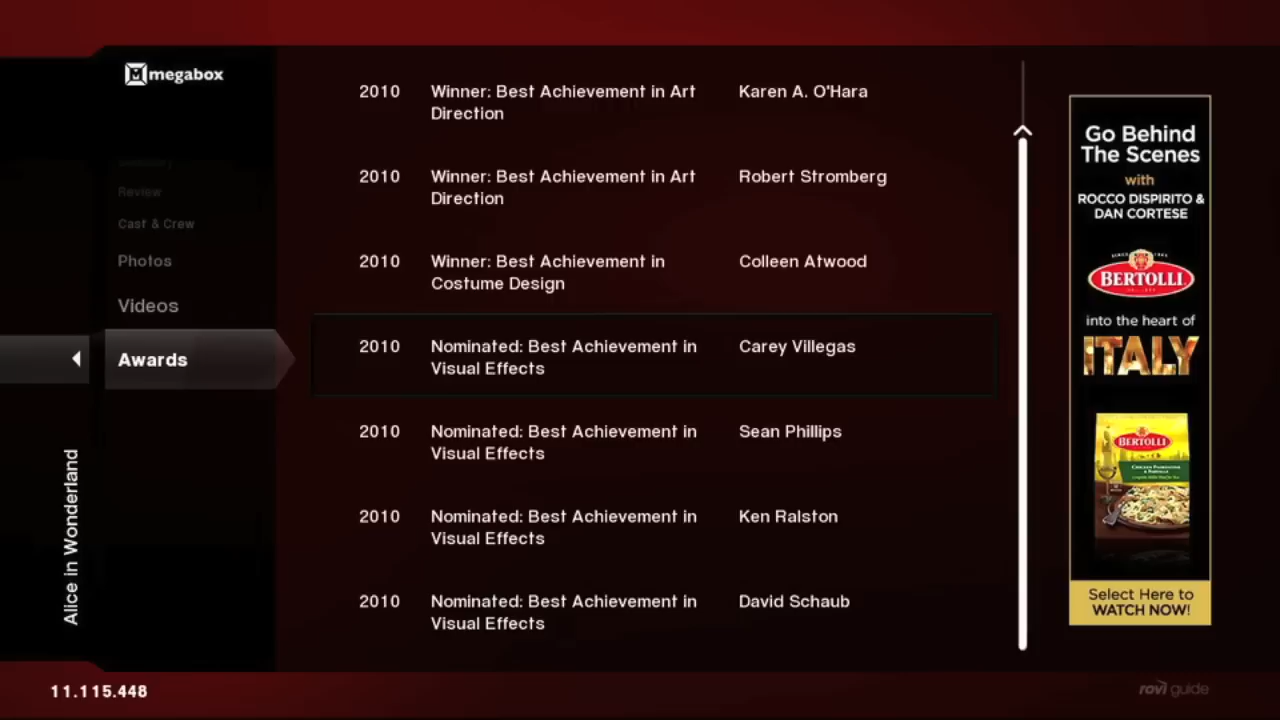 megabox
Review
Cast & Crew
Photos
Videos
Awards
Alice in Wonderland
2010 Winner: Best Achievement in Art Karen A. O'Hara
Direction
2010 Winner: Best Achievement in Art Robert Stromberg
Direction
2010 Winner: Best Achievement in Colleen Atwood
Costume Design
2010 Nominated: Best Achievement in Carey Villegas
Visual Effects
2010 Nominated: Best Achievement in Sean Phillips
Visual Effects
2010 Nominated: Best Achievement in Ken Ralston
Visual Effects
2010 Nominated: Best Achievement in David Schaub
Visual Effects
Go Behind
The Scenes
with
ROCCO DISPIRITO &
DAN CORTESE
BERTOLLI
into the heart of
ITALY
BERTOLLI
Select Here to
WATCH NOW!
11.115.448
rovi guide